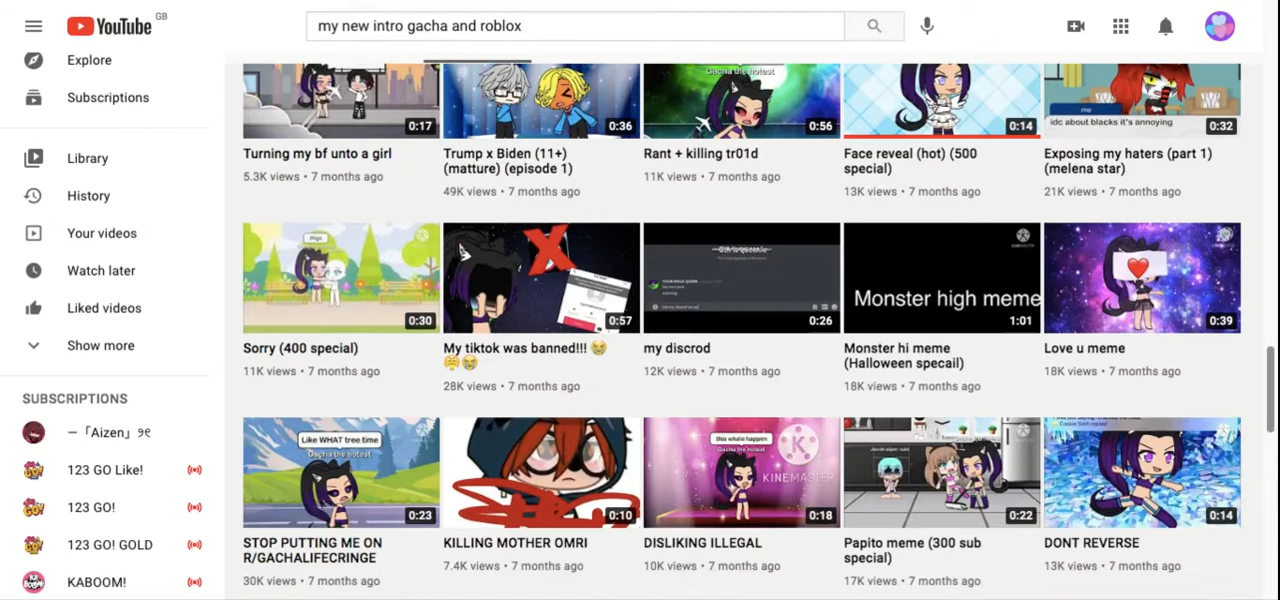 YouTube GB
my new intro gacha and roblox
Explore
Subscriptions
Library
History
Your videos
Watch later
Liked videos
Show more
SUBSCRIPTIONS
–「Aizen」୨୧
123 GO Like!
123 GO!
123 GO! GOLD
KABOOM!
0:17
Turning my bf unto a girl
5.3K views • 7 months ago
0:36
Trump x Biden (11+)
(matture) (episode 1)
49K views • 7 months ago
Gacha the hotest
0:56
Rant + killing tr01d
11K views • 7 months ago
0:14
Face reveal (hot) (500
special)
13K views • 7 months ago
me
idc about blacks it's annoying
0:32
Exposing my haters (part 1)
(melena star)
21K views • 7 months ago
0:30
Sorry (400 special)
11K views • 7 months ago
0:57
My tiktok was banned!!! 😭
😤😭
28K views • 7 months ago
0:26
my discrod
12K views • 7 months ago
KINEMASTER
Monster high meme
1:01
Monster hi meme
(Halloween specail)
18K views • 7 months ago
0:39
Love u meme
18K views • 7 months ago
Like WHAT tree time
Gacha the hotest
0:23
STOP PUTTING ME ON
R/GACHALIFECRINGE
30K views • 7 months ago
0:10
KILLING MOTHER OMRI
7.4K views • 7 months ago
this whole happen
Gacha the hotest
KINEMASTER
0:18
DISLIKING ILLEGAL
10K views • 7 months ago
0:22
Papito meme (300 sub
special)
17K views • 7 months ago
0:14
DONT REVERSE
13K views • 7 months ago